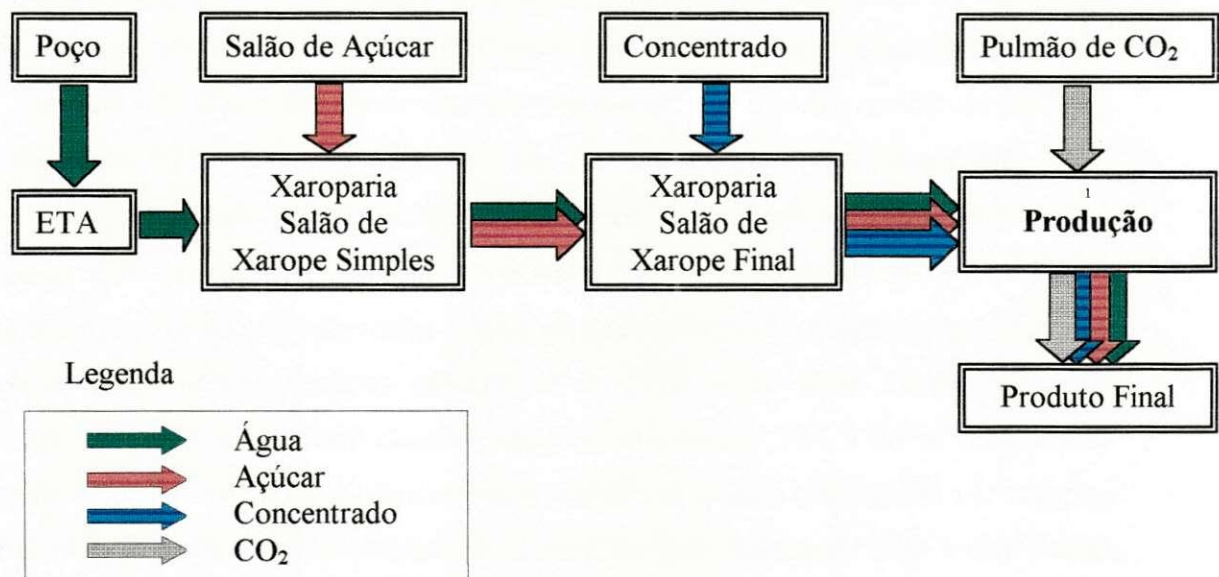 Poço
Salão de Açúcar
Concentrado
Pulmão de CO₂
ETA
Xaroparia
Salão de
Xarope Simples
Xaroparia
Salão de
Xarope Final
1
Produção
Produto Final
Legenda
Água
Açúcar
Concentrado
CO₂